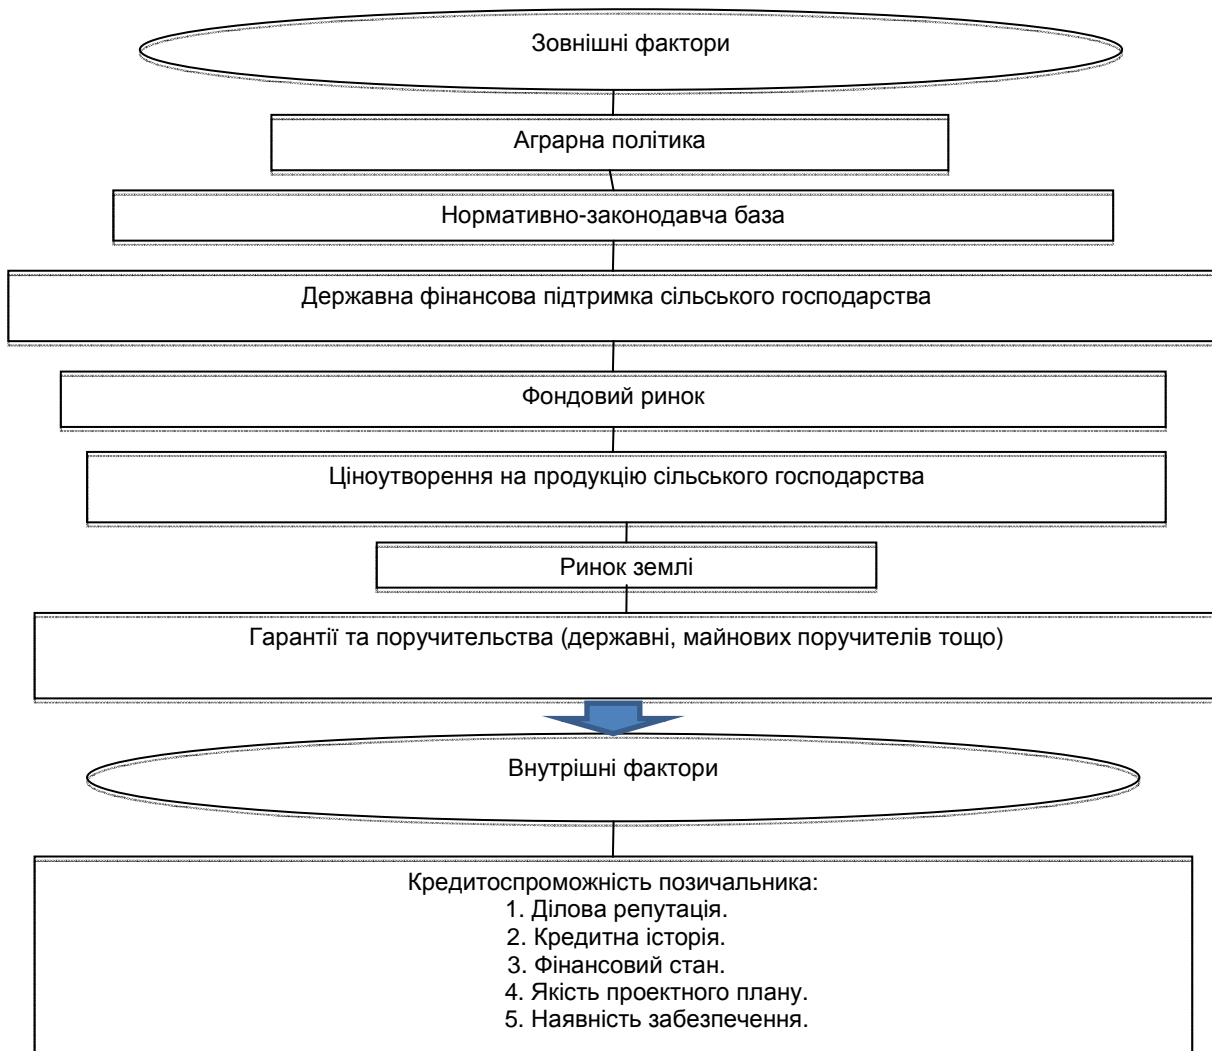 Зовнішні фактори
Аграрна політика
Нормативно-законодавча база
Державна фінансова підтримка сільського господарства
Фондовий ринок
Ціноутворення на продукцію сільського господарства
Ринок землі
Гарантії та поручительства (державні, майнових поручителів тощо)
Внутрішні фактори
Кредитоспроможність позичальника:
1. Ділова репутація.
2. Кредитна історія.
3. Фінансовий стан.
4. Якість проектного плану.
5. Наявність забезпечення.